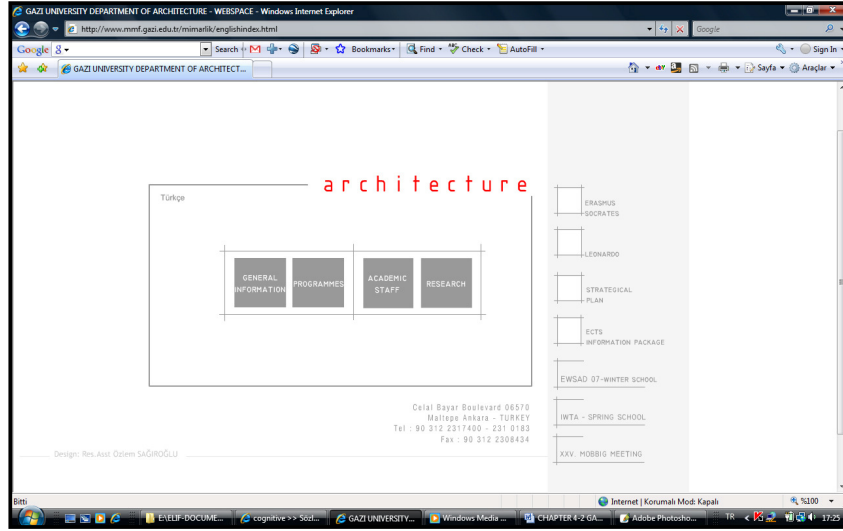 GAZI UNIVERSITY DEPARTMENT OF ARCHITECTURE - WEBSPACE - Windows Internet Explorer
http://www.mmf.gazi.edu.tr/mimarlik/englishindex.html
Google
Google
Search
Bookmarks
Find
Check
AutoFill
Sign In
GAZI UNIVERSITY DEPARTMENT OF ARCHITECT...
Sayfa
Araçlar
architecture
Türkçe
GENERAL
INFORMATION
PROGRAMMES
ACADEMIC
STAFF
RESEARCH
ERASMUS
SOCRATES
LEONARDO
STRATEGICAL
PLAN
ECTS
INFORMATION PACKAGE
EWSAD 07-WINTER SCHOOL
IWTA - SPRING SCHOOL
XXV. MOBBIG MEETING
Celal Bayar Boulevard 06570
Maltepe Ankara - TURKEY
Tel : 90 312 2317400 - 231 0183
Fax : 90 312 2308434
Design: Res.Asst Ozlem SAĞIROĞLU
Bitti
Internet | Korumalı Mod: Kapalı
%100
E\ELIF-DOCUME...
cognitive >> Sözl...
GAZI UNIVERSITY...
Windows Media ...
CHAPTER 4-2 GA...
Adobe Photosho...
TR
17:25